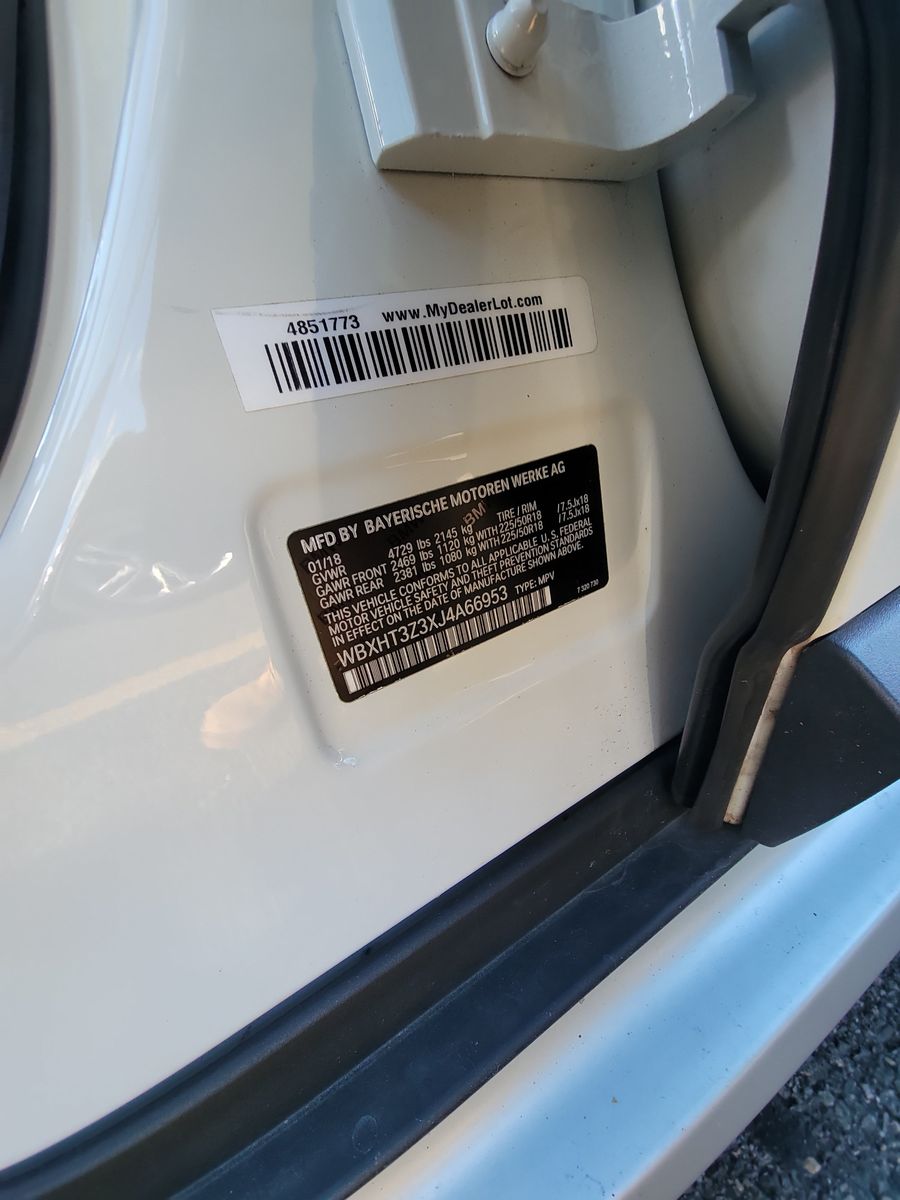 4851773 www.MyDealerLot.com
MFD BY BAYERISCHE MOTOREN WERKE AG
01/18
GVWR 4729 lbs 2145 kg TIRE / RIM
GAWR FRONT 2469 lbs 1120 kg WITH 225/50R18 /7.5Jx18
GAWR REAR 2381 lbs 1080 kg WITH 225/50R18 /7.5Jx18
THIS VEHICLE CONFORMS TO ALL APPLICABLE U.S. FEDERAL
MOTOR VEHICLE SAFETY AND THEFT PREVENTION STANDARDS
IN EFFECT ON THE DATE OF MANUFACTURE SHOWN ABOVE.
WBXHT3Z3XJ4A66953 TYPE: MPV
T 320 730